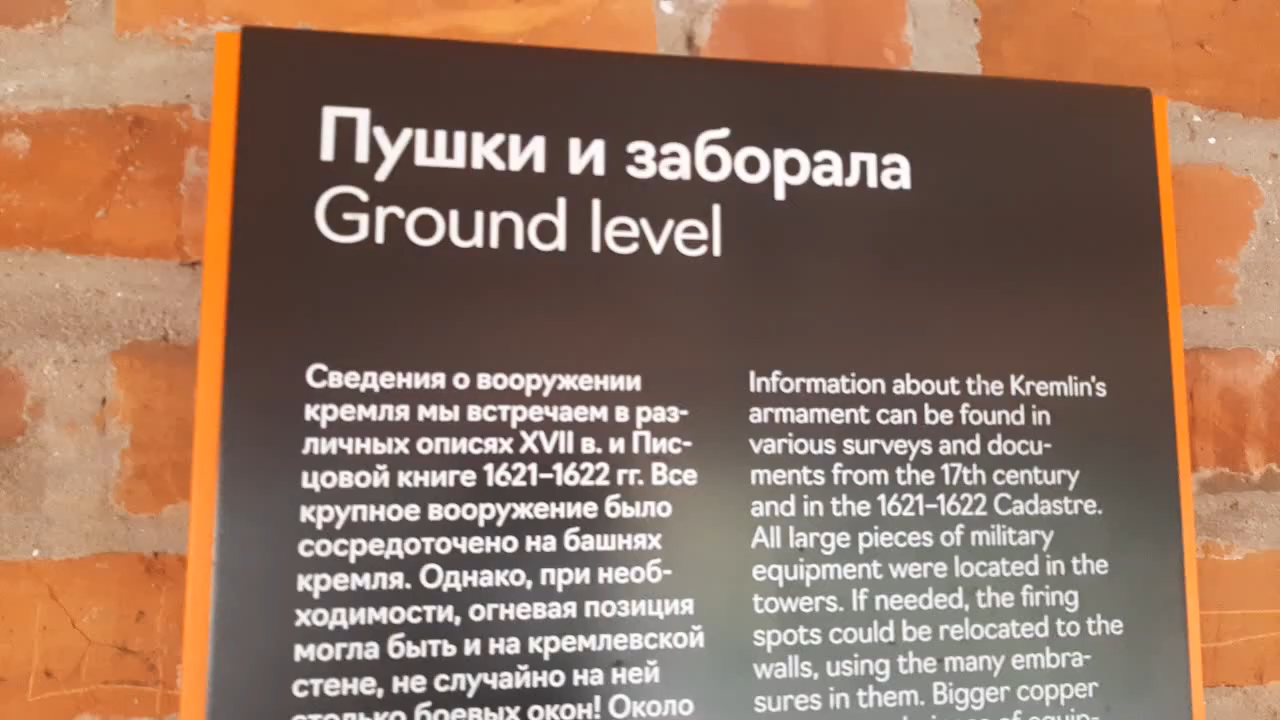 Пушки и заборала
Ground level
Сведения о вооружении
кремля мы встречаем в раз-
личных описях XVII в. и Пис-
цовой книге 1621–1622 гг. Все
крупное вооружение было
сосредоточено на башнях
кремля. Однако, при необ-
ходимости, огневая позиция
могла быть и на кремлевской
стене, не случайно на ней
столько боевых окон! Около
Information about the Kremlin's
armament can be found in
various surveys and docu-
ments from the 17th century
and in the 1621–1622 Cadastre.
All large pieces of military
equipment were located in the
towers. If needed, the firing
spots could be relocated to the
walls, using the many embra-
sures in them. Bigger copper
of equip-